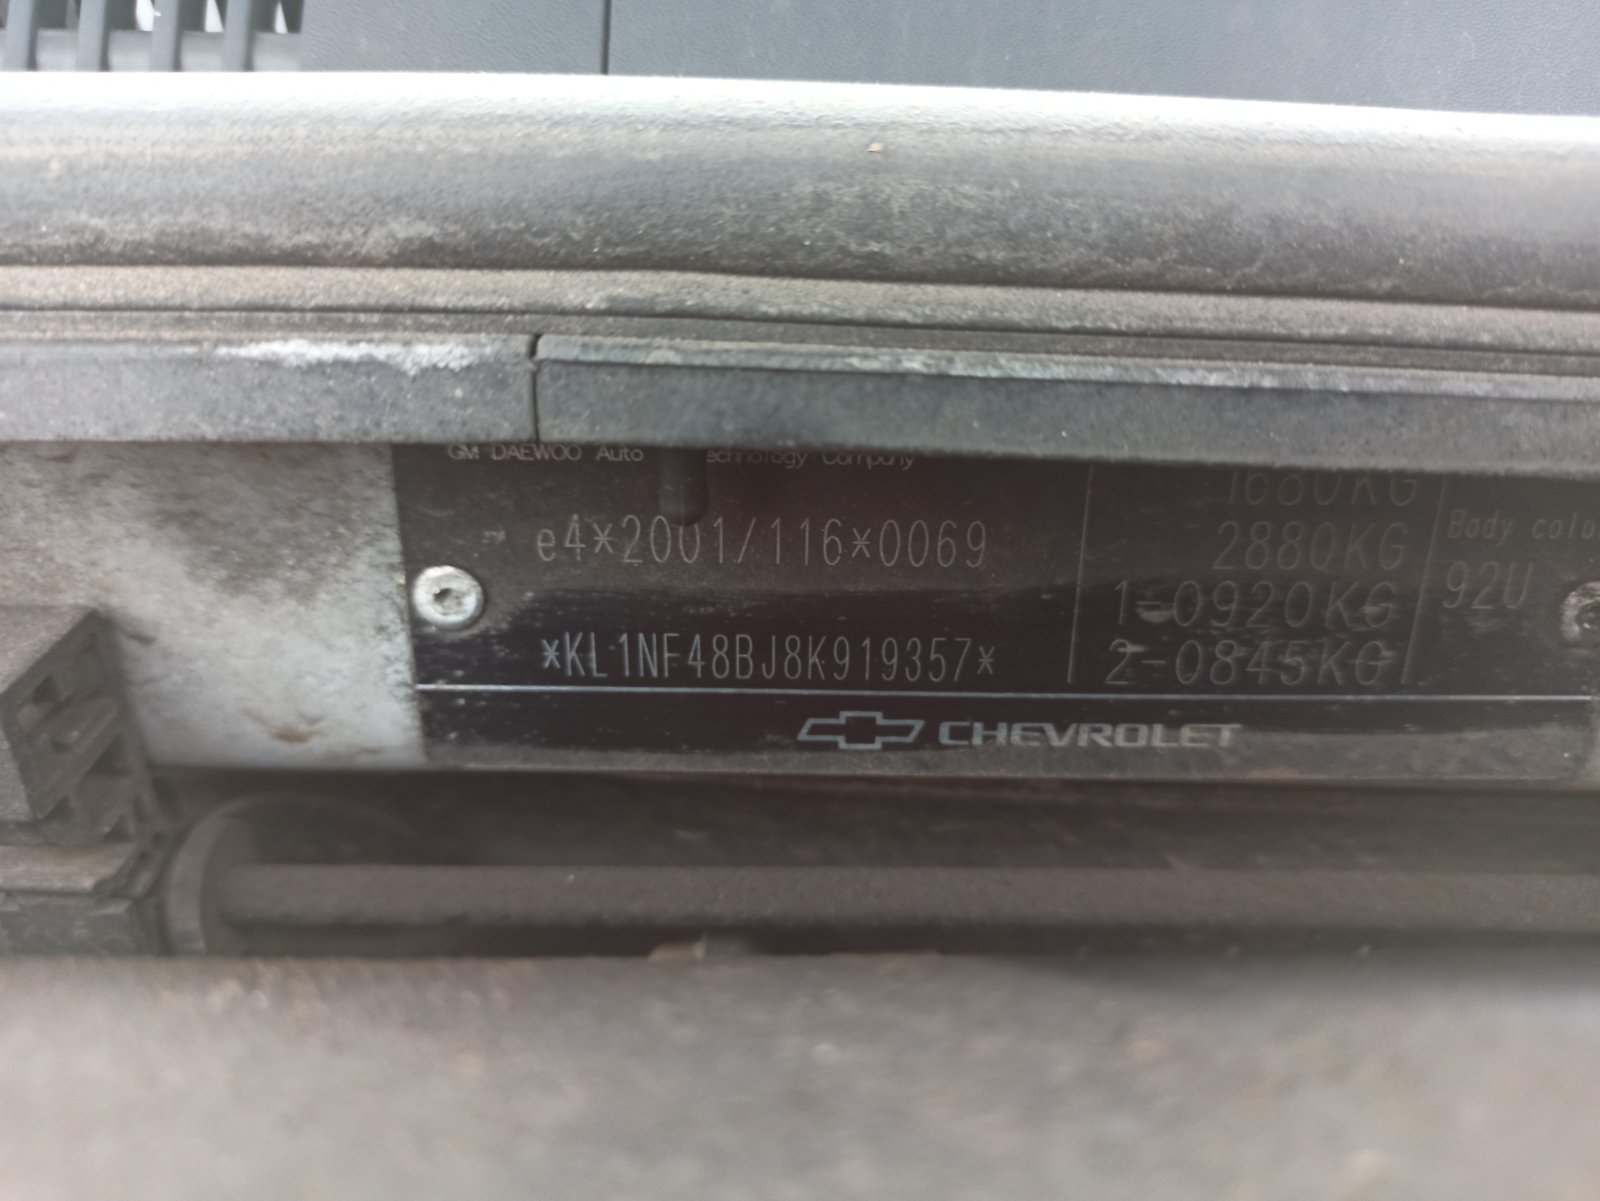 GM DAEWOO Auto echnology Company
e4*2001/116*0069
*KL1NF48BJ8K919357*
1680KG
2880KG
1-0920KG
2-0845KG
Body colo
92U
CHEVROLET